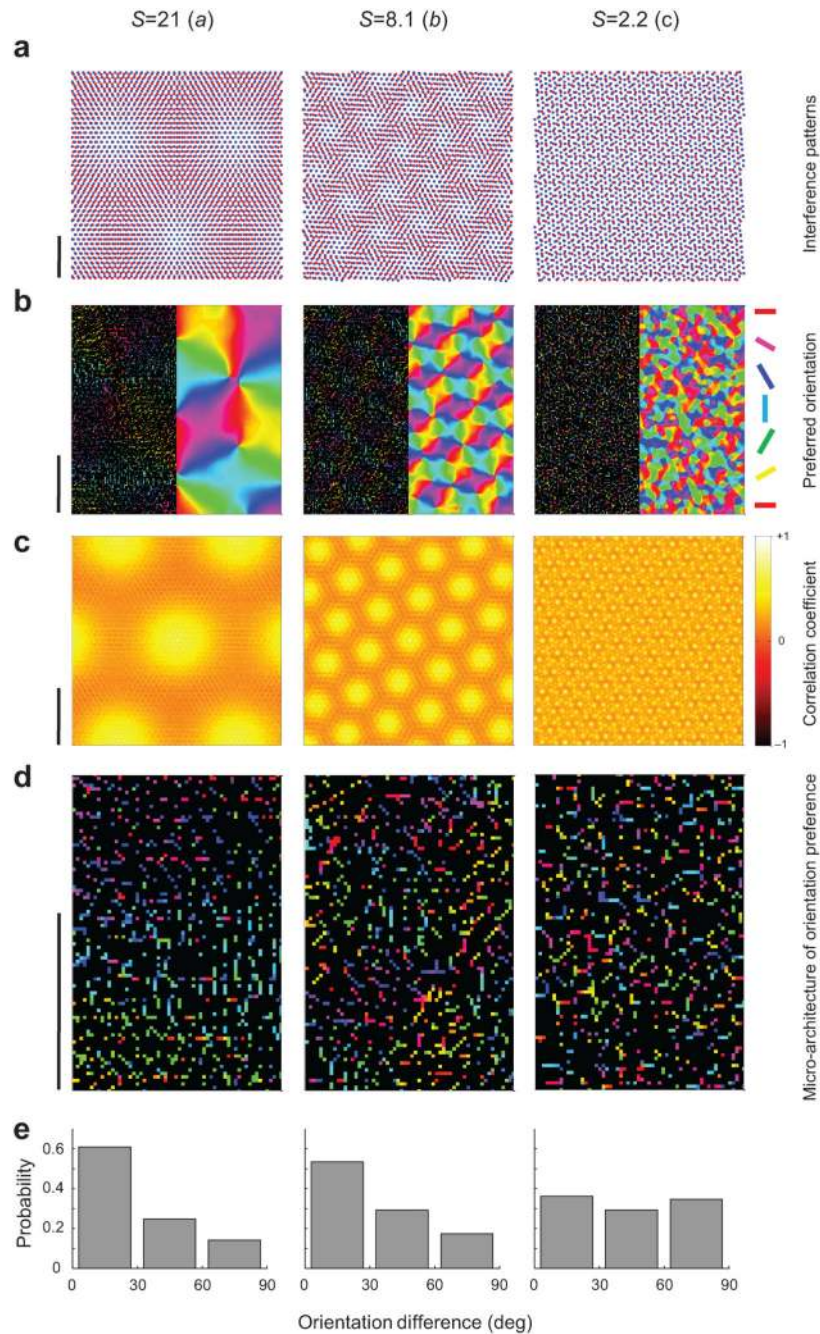 S=21 (a) S=8.1 (b) S=2.2 (c)
a
Interference patterns
b
Preferred orientation
c
+1
0
−1
Correlation coefficient
d
Micro-architecture of orientation preference
e
Probability
0.6
0.4
0.2
0
0 30 60 90 0 30 60 90 0 30 60 90
Orientation difference (deg)